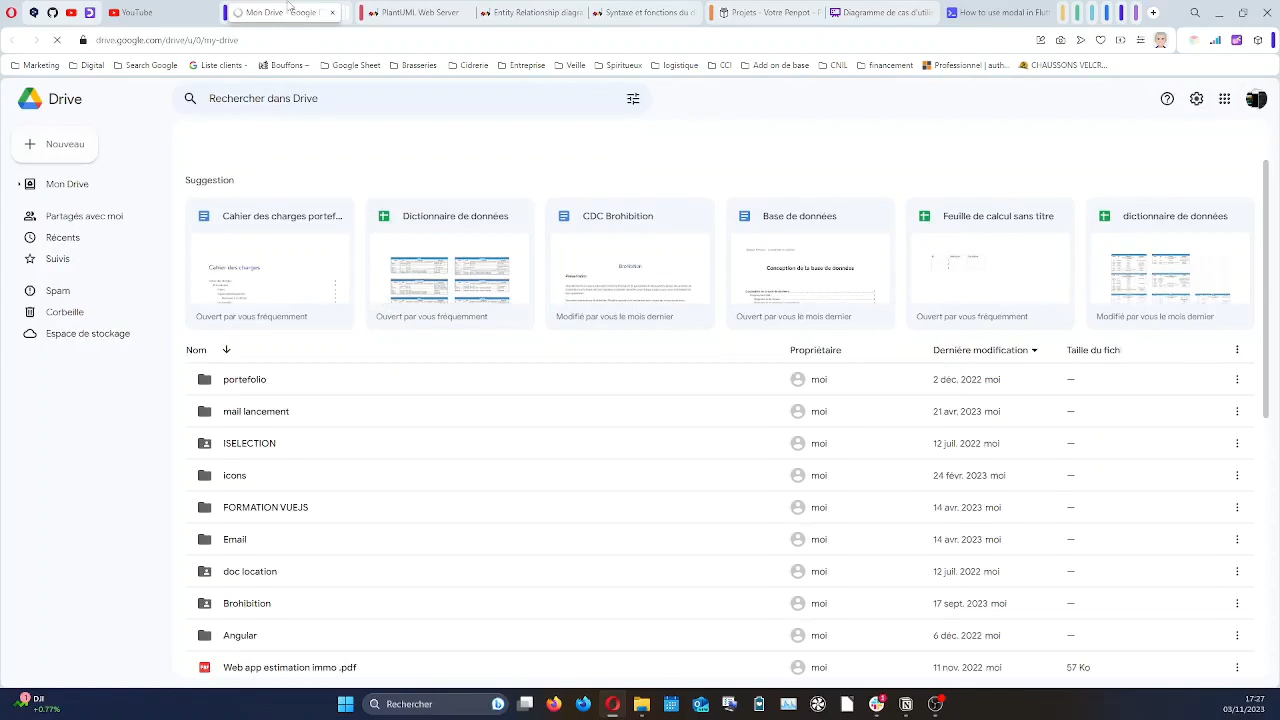 YouTube
Mon Drive - Google
PlantUML Web Server
Entity Relationship diagra
Syntaxe et fonctions du d
Projets - Votre dépôt - F
Diagramme de cas d'utili
How to use modal in Flutt
drive.google.com/drive/u/0/my-drive
Marketing
Digital
Search Google
Liste clients -
Bouffons –
Google Sheet
Brasseries
Cidrerie
Entreprise
Veille
Spiritueux
logistique
CCI
Add on de base
CNIL
financement
Professionnel | auth...
CHAUSSONS VELCR...
Drive
Rechercher dans Drive
Nouveau
Mon Drive
Partagés avec moi
Récents
Suivis
Spam
Corbeille
Espace de stockage
Suggestion
Cahier des charges portef...
Dictionnaire de données
CDC Brohibition
Base de données
Feuille de calcul sans titre
dictionnaire de données
Cahier des charges
Brohibition
Conception de la base de données
Ouvert par vous fréquemment
Ouvert par vous fréquemment
Modifié par vous le mois dernier
Ouvert par vous le mois dernier
Ouvert par vous fréquemment
Modifié par vous le mois dernier
Nom
Propriétaire
Dernière modification
Taille du fichi
portefolio moi 2 déc. 2022 moi —
mail lancement moi 21 avr. 2023 moi —
ISELECTION moi 12 juil. 2022 moi —
icons moi 24 févr. 2023 moi —
FORMATION VUEJS moi 14 avr. 2023 moi —
Email moi 14 avr. 2023 moi —
doc location moi 12 juil. 2022 moi —
Brohibition moi 17 sept. 2023 moi —
Angular moi 6 déc. 2022 moi —
Web app estimation immo .pdf moi 11 nov. 2022 moi 57 Ko
DJI
+0.77%
Rechercher
17:27
03/11/2023